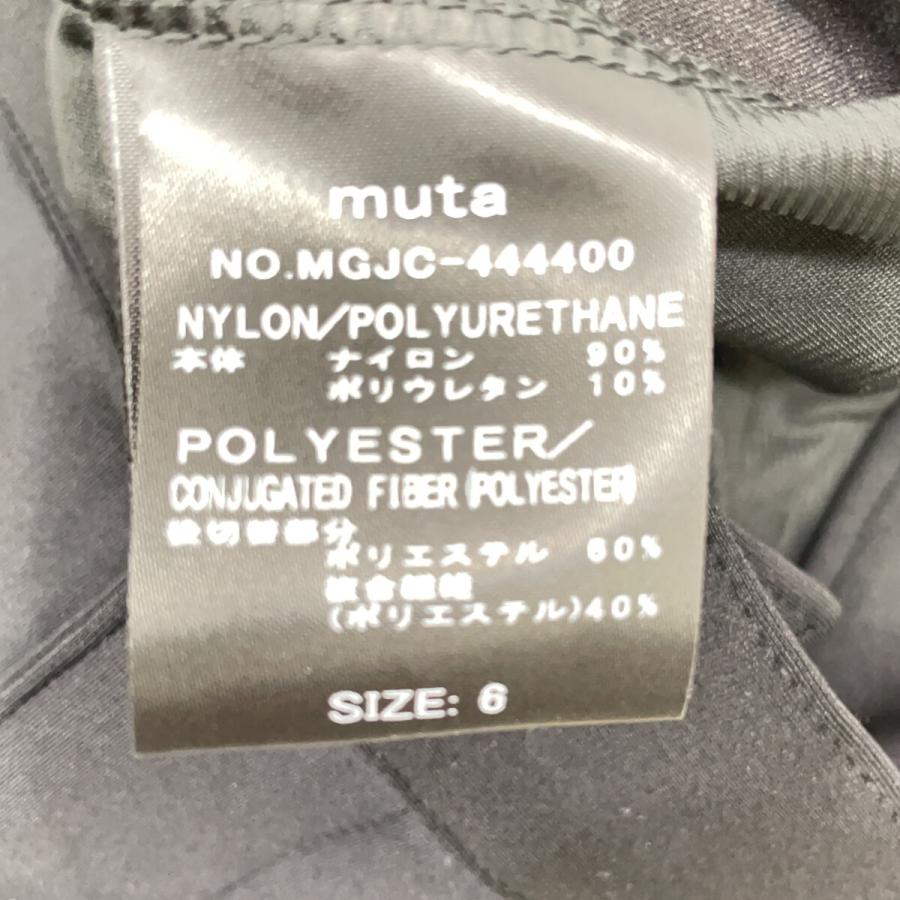 muta
NO.MGJC-444400
NYLON/POLYURETHANE
本体 ナイロン 90%
ポリウレタン 10%
POLYESTER/
CONJUGATED FIBER(POLYESTER)
後切替部分
ポリエステル 60%
複合繊維
(ポリエステル)40%
SIZE: 6